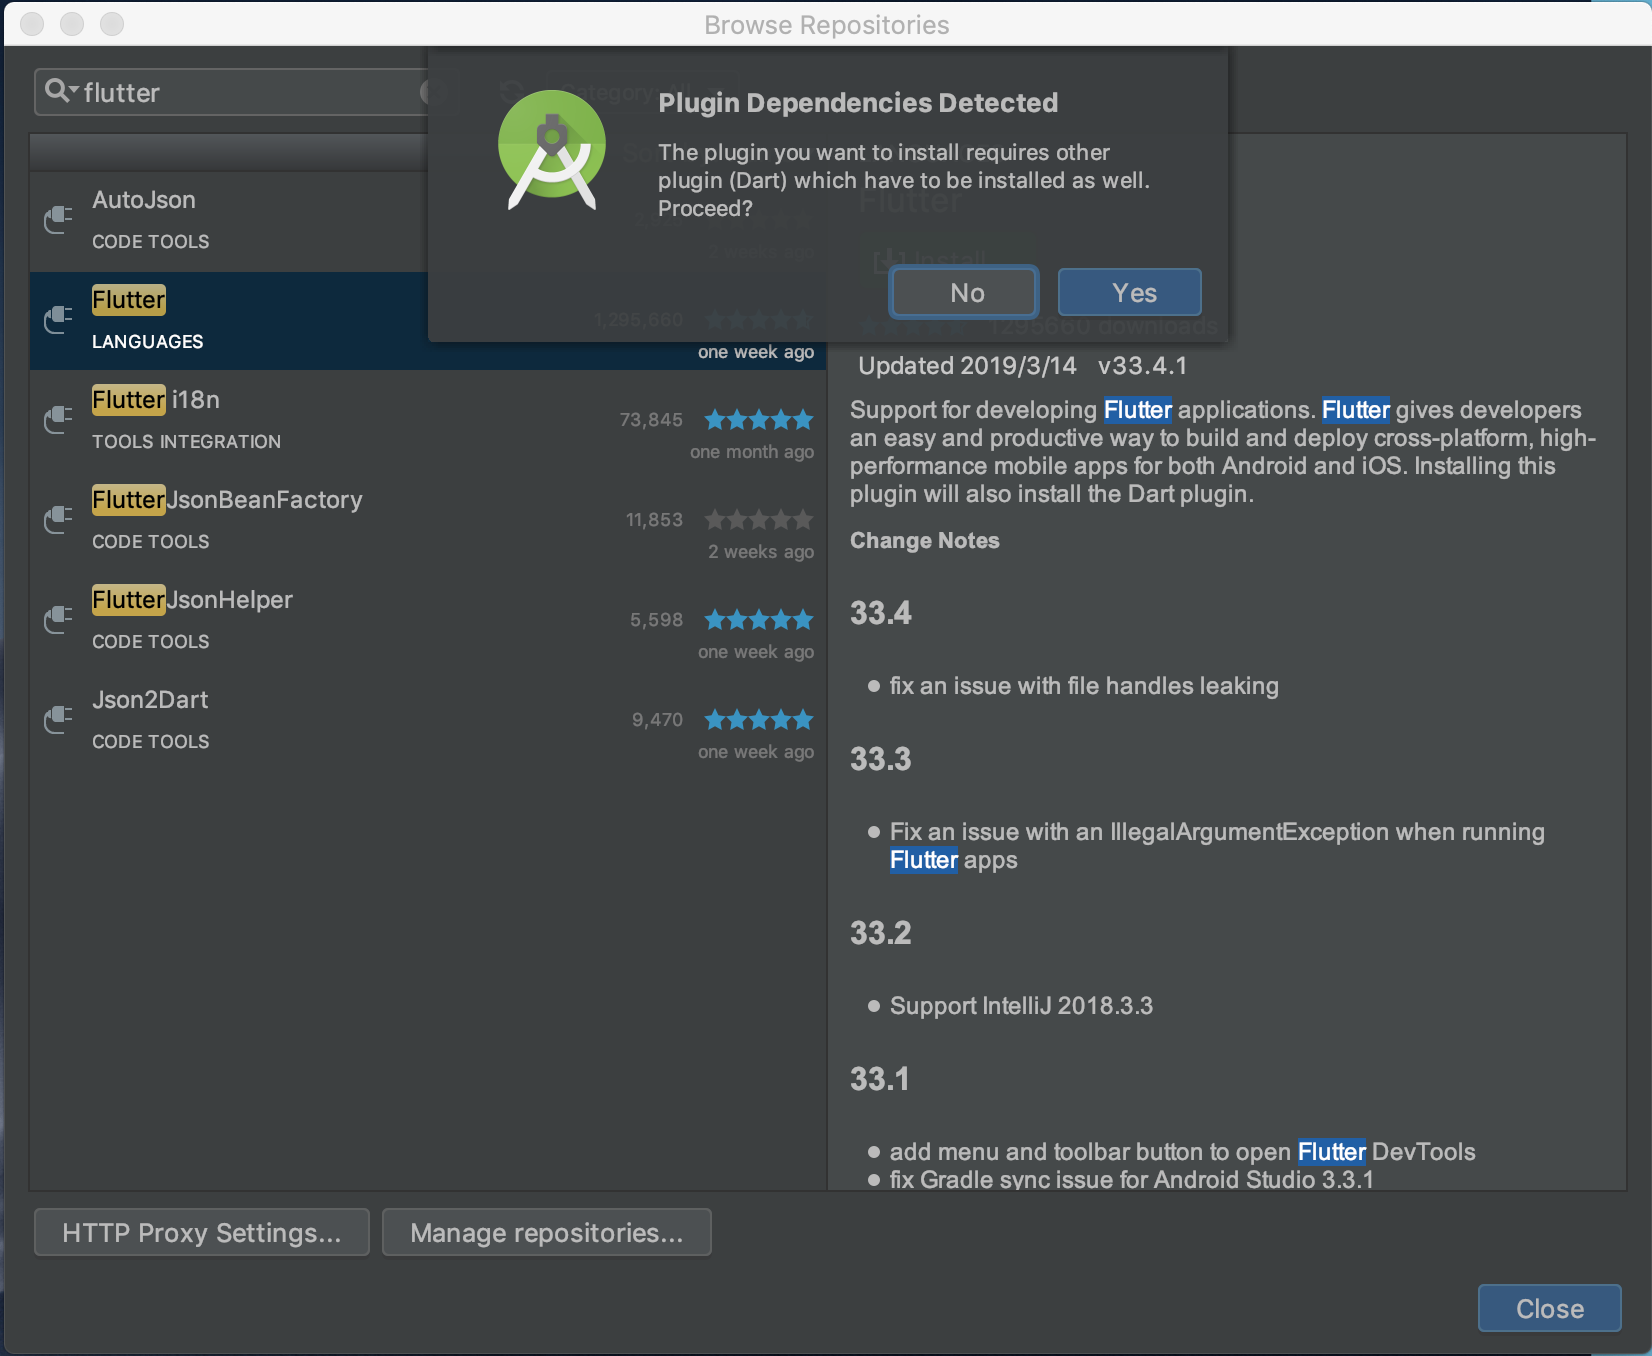 Browse Repositories
flutter
Category: All
Plugin Dependencies Detected
The plugin you want to install requires other
plugin (Dart) which have to be installed as well.
Proceed?
No
Yes
AutoJson
CODE TOOLS
2 weeks ago
Flutter
LANGUAGES
1,295,660
one week ago
Flutter i18n
TOOLS INTEGRATION
73,845
one month ago
FlutterJsonBeanFactory
CODE TOOLS
11,853
2 weeks ago
FlutterJsonHelper
CODE TOOLS
5,598
one week ago
Json2Dart
CODE TOOLS
9,470
one week ago
Flutter
Install
1295660 downloads
Updated 2019/3/14 v33.4.1
Support for developing Flutter applications. Flutter gives developers
an easy and productive way to build and deploy cross-platform, high-
performance mobile apps for both Android and iOS. Installing this
plugin will also install the Dart plugin.
Change Notes
33.4
● fix an issue with file handles leaking
33.3
● Fix an issue with an IllegalArgumentException when running
Flutter apps
33.2
● Support IntelliJ 2018.3.3
33.1
● add menu and toolbar button to open Flutter DevTools
● fix Gradle sync issue for Android Studio 3.3.1
HTTP Proxy Settings...
Manage repositories...
Close